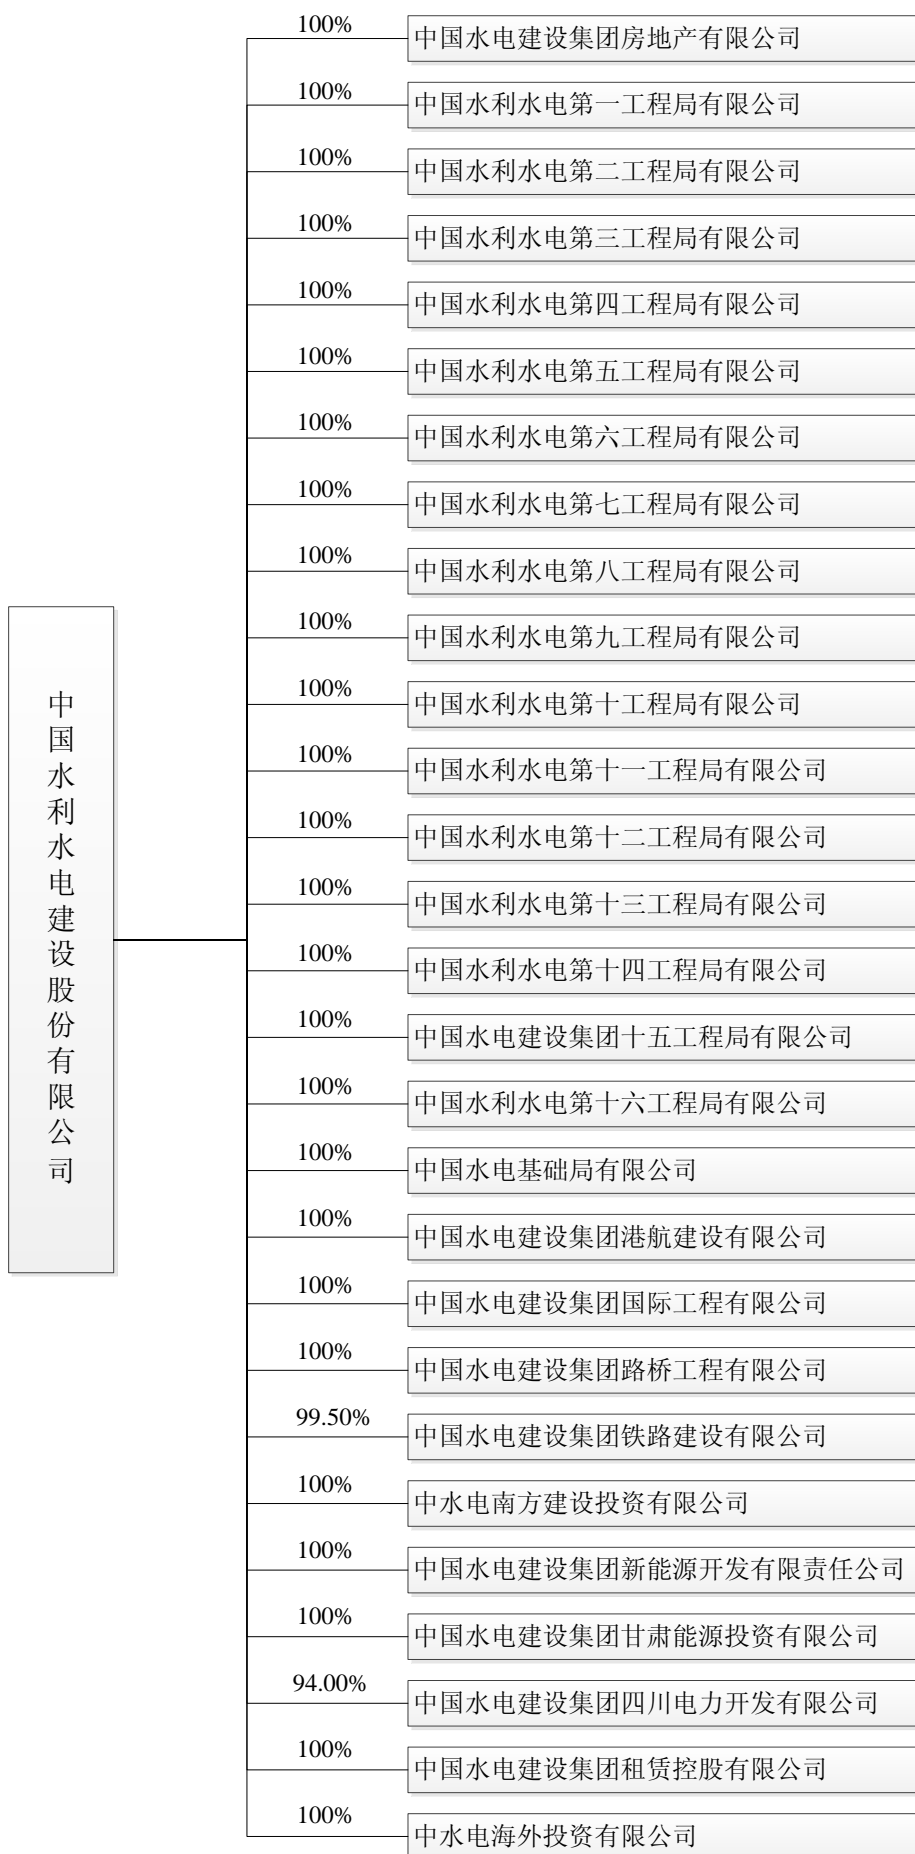 100%
中国水电建设集团房地产有限公司
100%
中国水利水电第一工程局有限公司
100%
中国水利水电第二工程局有限公司
100%
中国水利水电第三工程局有限公司
100%
中国水利水电第四工程局有限公司
100%
中国水利水电第五工程局有限公司
100%
中国水利水电第六工程局有限公司
100%
中国水利水电第七工程局有限公司
100%
中国水利水电第八工程局有限公司
100%
中国水利水电第九工程局有限公司
100%
中国水利水电第十工程局有限公司
100%
中国水利水电第十一工程局有限公司
100%
中国水利水电第十二工程局有限公司
100%
中国水利水电第十三工程局有限公司
中国水利水电建设股份有限公司
100%
中国水利水电第十四工程局有限公司
100%
中国水电建设集团十五工程局有限公司
100%
中国水利水电第十六工程局有限公司
100%
中国水电基础局有限公司
100%
中国水电建设集团港航建设有限公司
100%
中国水电建设集团国际工程有限公司
100%
中国水电建设集团路桥工程有限公司
99.50%
中国水电建设集团铁路建设有限公司
100%
中水电南方建设投资有限公司
100%
中国水电建设集团新能源开发有限责任公司
100%
中国水电建设集团甘肃能源投资有限公司
94.00%
中国水电建设集团四川电力开发有限公司
100%
中国水电建设集团租赁控股有限公司
100%
中水电海外投资有限公司